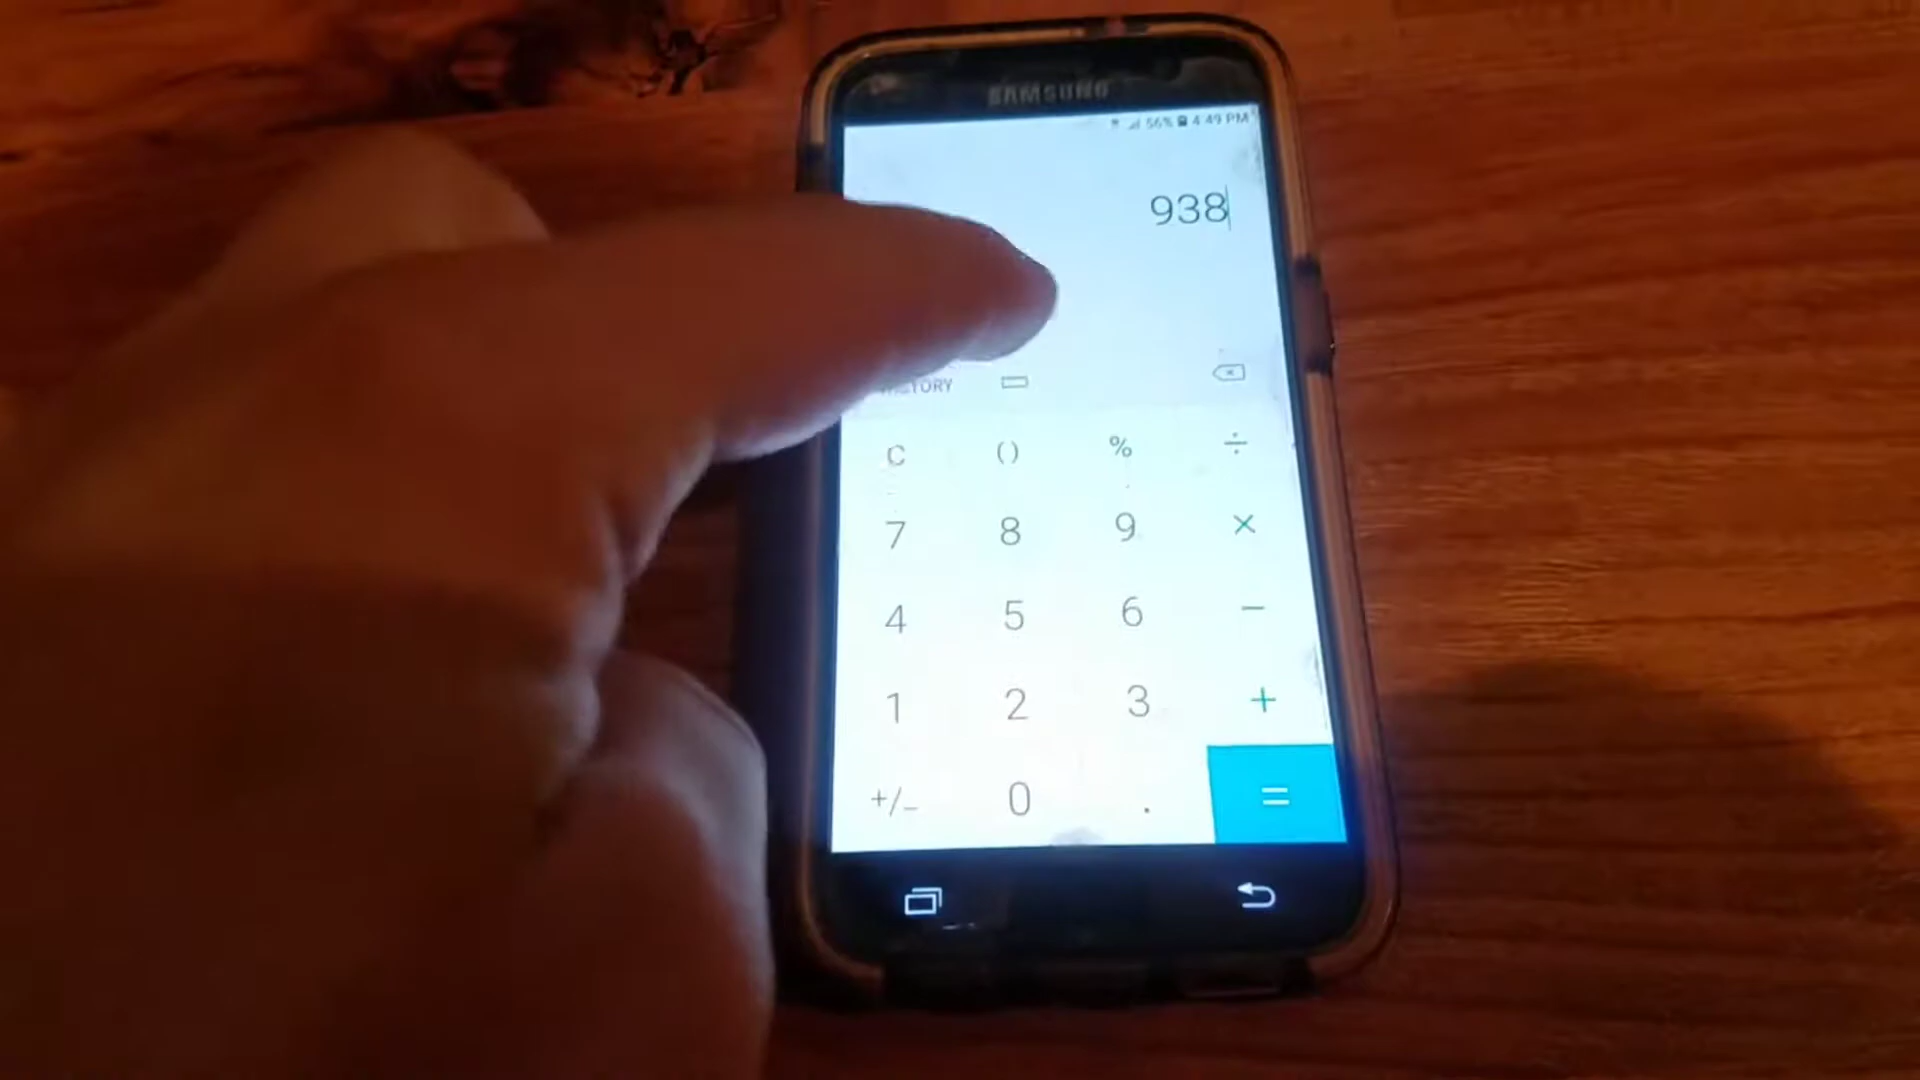 SAMSUNG
56% 4:49 PM
938
C () % ÷
7 8 9 ×
4 5 6 −
1 2 3 +
+/− 0 . =